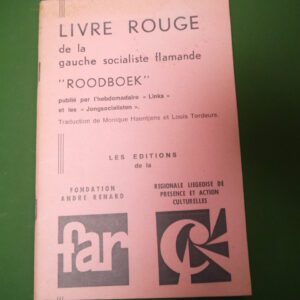 LIVRE ROUGE
de la
gauche socialiste flamande
"ROODBOEK"
publié par l'hebdomadaire « Links »
et les « Jongsocialisten ».
Traduction de Monique Haentjens et Louis Tordeurs.
LES EDITIONS
de la
FONDATION
ANDRE RENARD
REGIONALE LIEGEOISE DE
PRESENCE ET ACTION
CULTURELLES
far